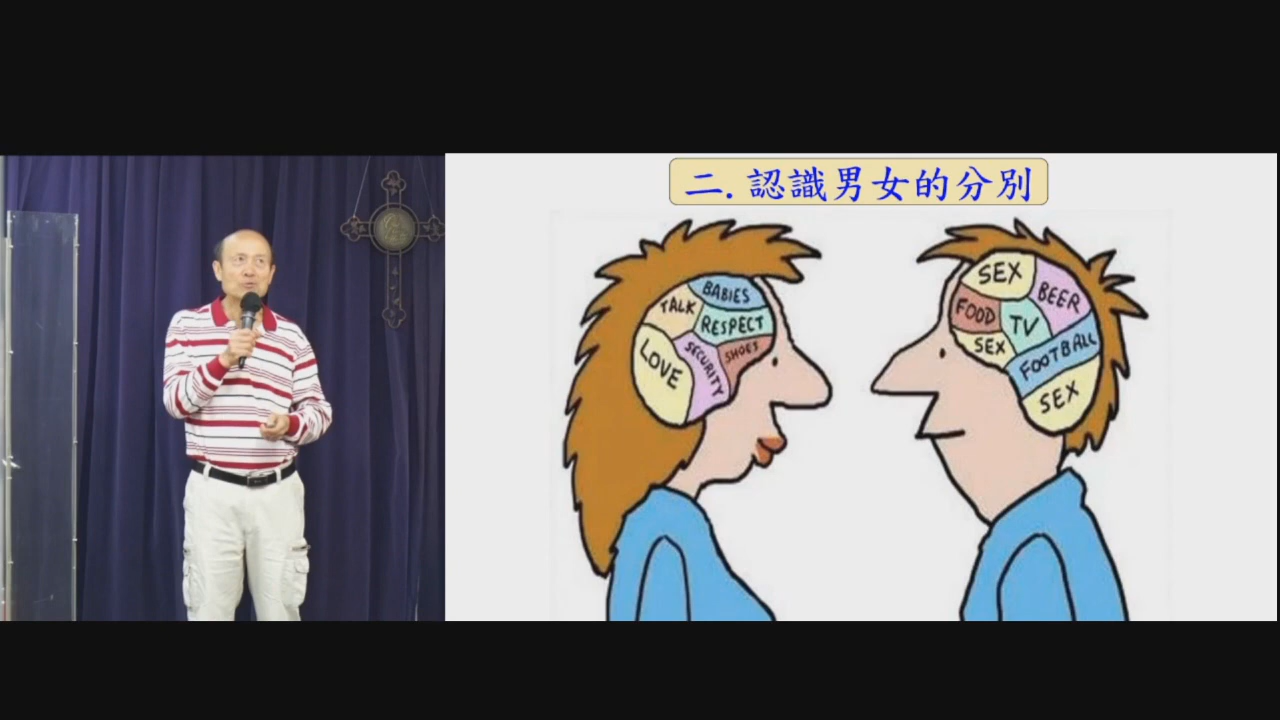 二.認識男女的分別
BABIES
TALK
RESPECT
LOVE
SECURITY
SHOES
SEX
BEER
FOOD
TV
SEX
FOOTBALL
SEX